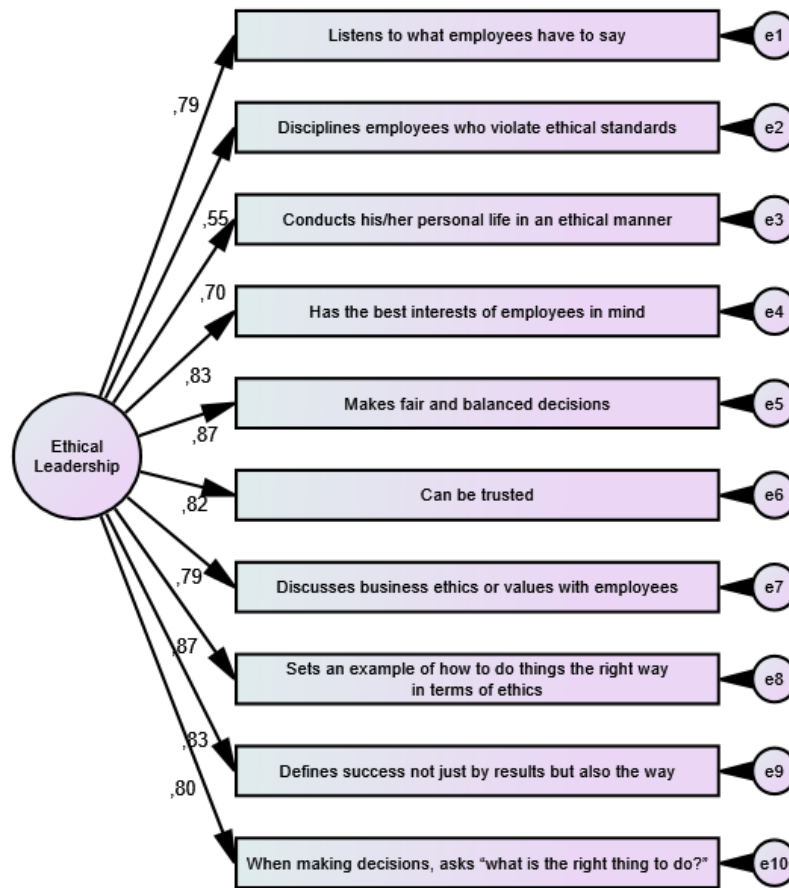 Listens to what employees have to say
e1
,79
Disciplines employees who violate ethical standards
e2
,55
Conducts his/her personal life in an ethical manner
e3
,70
Has the best interests of employees in mind
e4
,83
Makes fair and balanced decisions
e5
,87
Ethical
Leadership
Can be trusted
e6
,82
Discusses business ethics or values with employees
e7
,79
Sets an example of how to do things the right way
in terms of ethics
e8
,87
Defines success not just by results but also the way
e9
,83
,80
When making decisions, asks “what is the right thing to do?”
e10